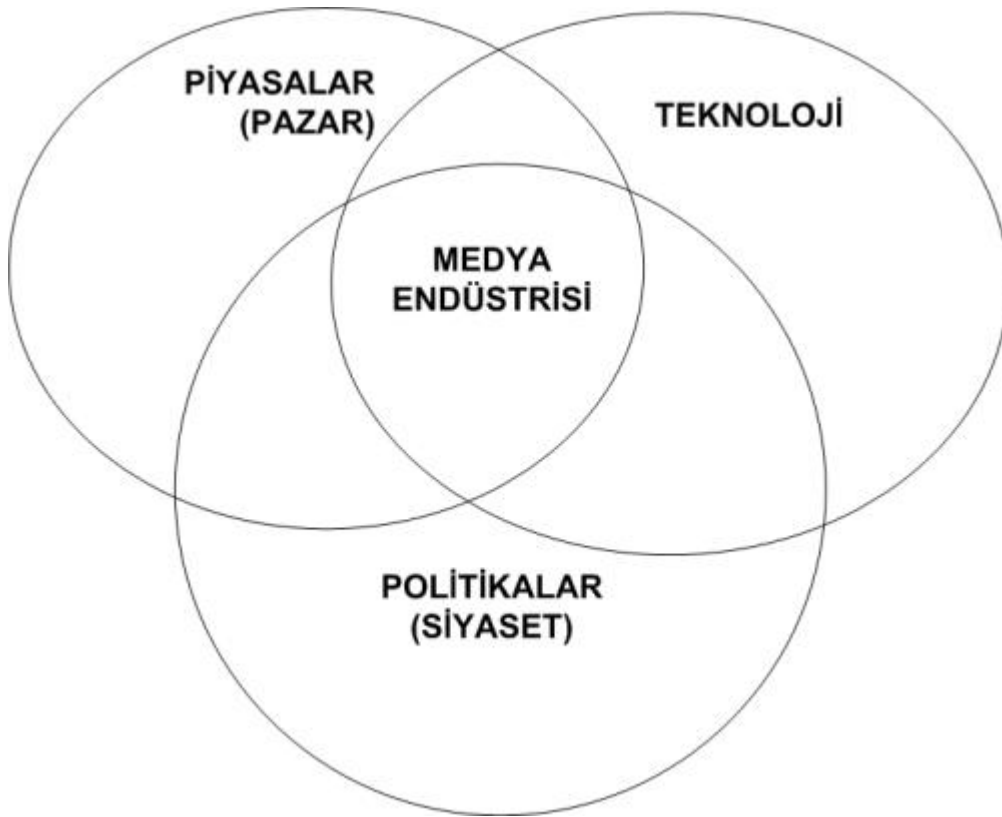 PİYASALAR
(PAZAR)
TEKNOLOJİ
MEDYA
ENDÜSTRİSİ
POLİTİKALAR
(SİYASET)